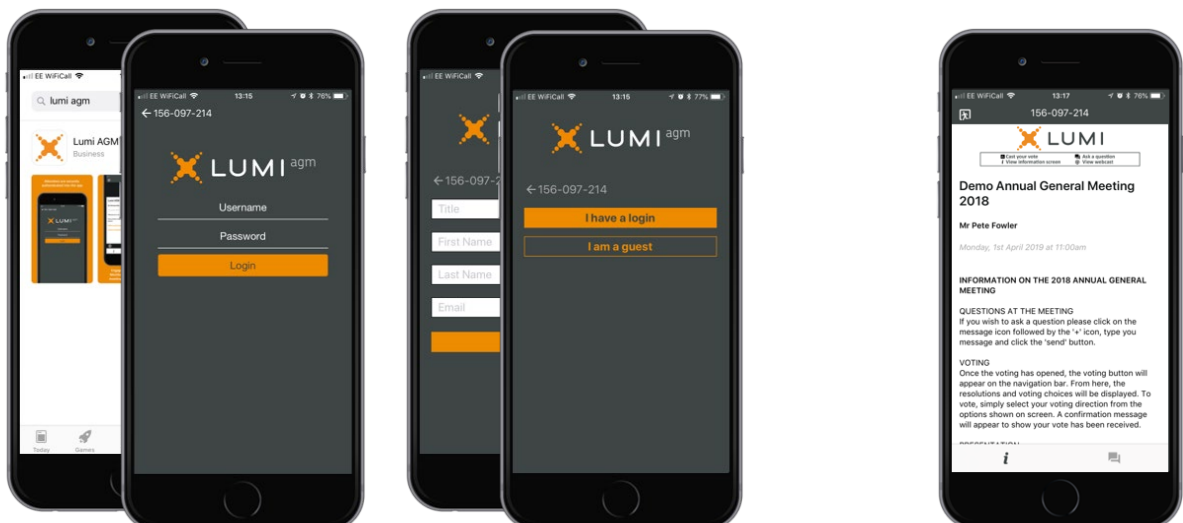 EE WiFiCall
lumi agm
Lumi AGM
Business
Today
Games
EE WiFiCall 13:15 76%
←156-097-214
LUMI agm
Username
Password
Login
EE WiFiCall
←156-097-2
Title
First Name
Last Name
Email
EE WiFiCall 13:15 77%
LUMI agm
←156-097-214
I have a login
I am a guest
EE WiFiCall 13:17 76%
156-097-214
LUMI
Cast your vote Ask a question
i View information screen View webcast
Demo Annual General Meeting
2018
Mr Pete Fowler
Monday, 1st April 2019 at 11:00am
INFORMATION ON THE 2018 ANNUAL GENERAL
MEETING
QUESTIONS AT THE MEETING
If you wish to ask a question please click on the
message icon followed by the '+' icon, type you
message and click the 'send' button.
VOTING
Once the voting has opened, the voting button will
appear on the navigation bar. From here, the
resolutions and voting choices will be displayed. To
vote, simply select your voting direction from the
options shown on screen. A confirmation message
will appear to show your vote has been received.
PRESENTATION
i